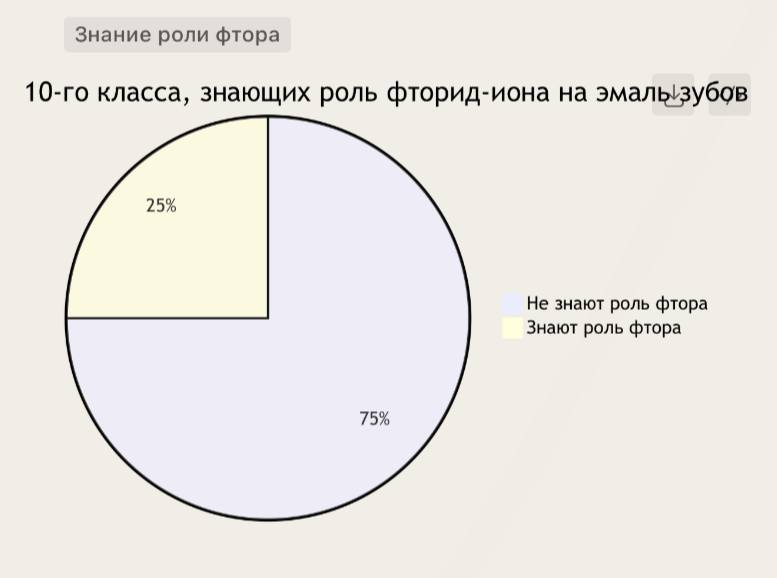 Знание роли фтора
10-го класса, знающих роль фторид-иона на эмаль зубов
25%
Не знают роль фтора
Знают роль фтора
75%